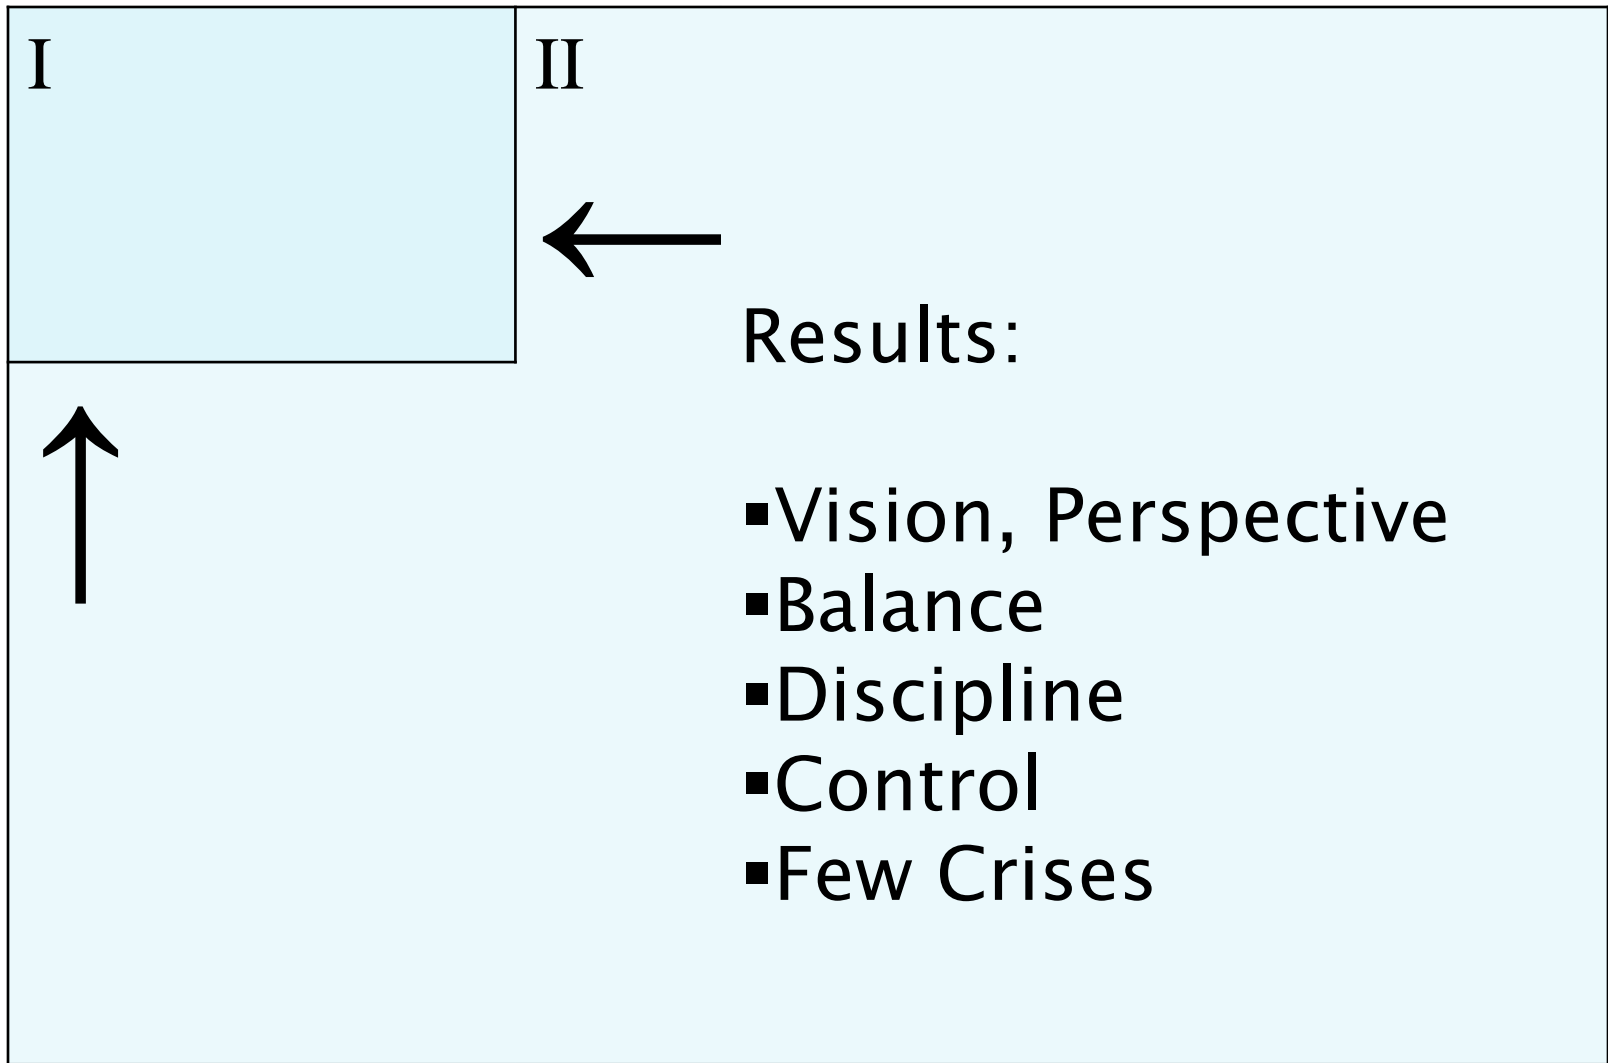 I
II
Results:
▪Vision, Perspective
▪Balance
▪Discipline
▪Control
▪Few Crises